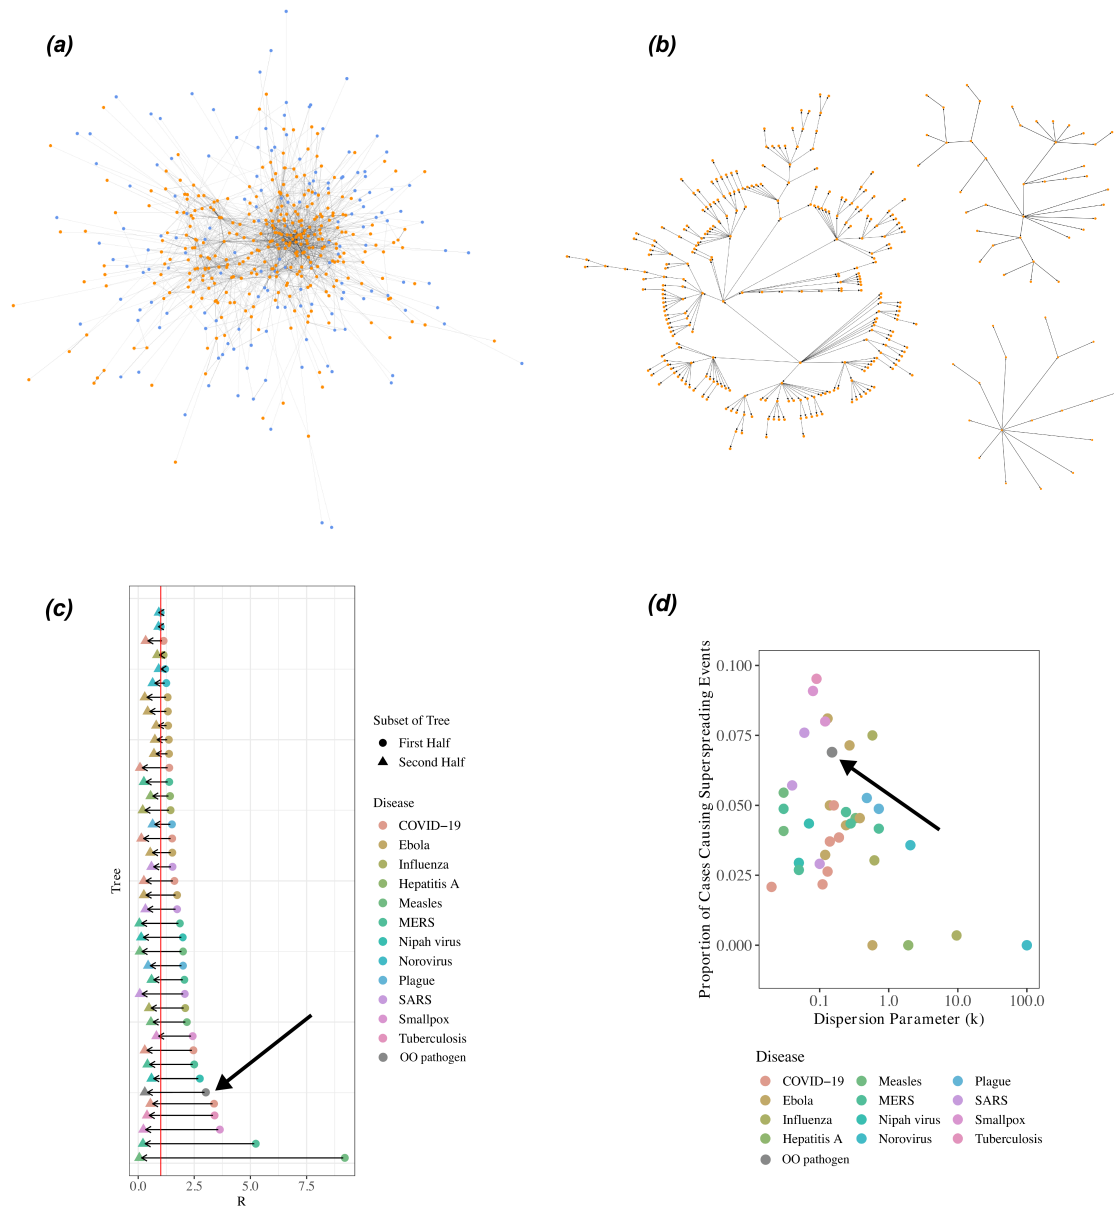 (a)
(b)
(c)
Tree
0.0
2.5
5.0
7.5
R
Subset of Tree
First Half
Second Half
Disease
COVID−19
Ebola
Influenza
Hepatitis A
Measles
MERS
Nipah virus
Norovirus
Plague
SARS
Smallpox
Tuberculosis
OO pathogen
(d)
Proportion of Cases Causing Superspreading Events
0.100
0.075
0.050
0.025
0.000
0.1
1.0
10.0
100.0
Dispersion Parameter (k)
Disease
COVID−19
Ebola
Influenza
Hepatitis A
OO pathogen
Measles
MERS
Nipah virus
Norovirus
Plague
SARS
Smallpox
Tuberculosis